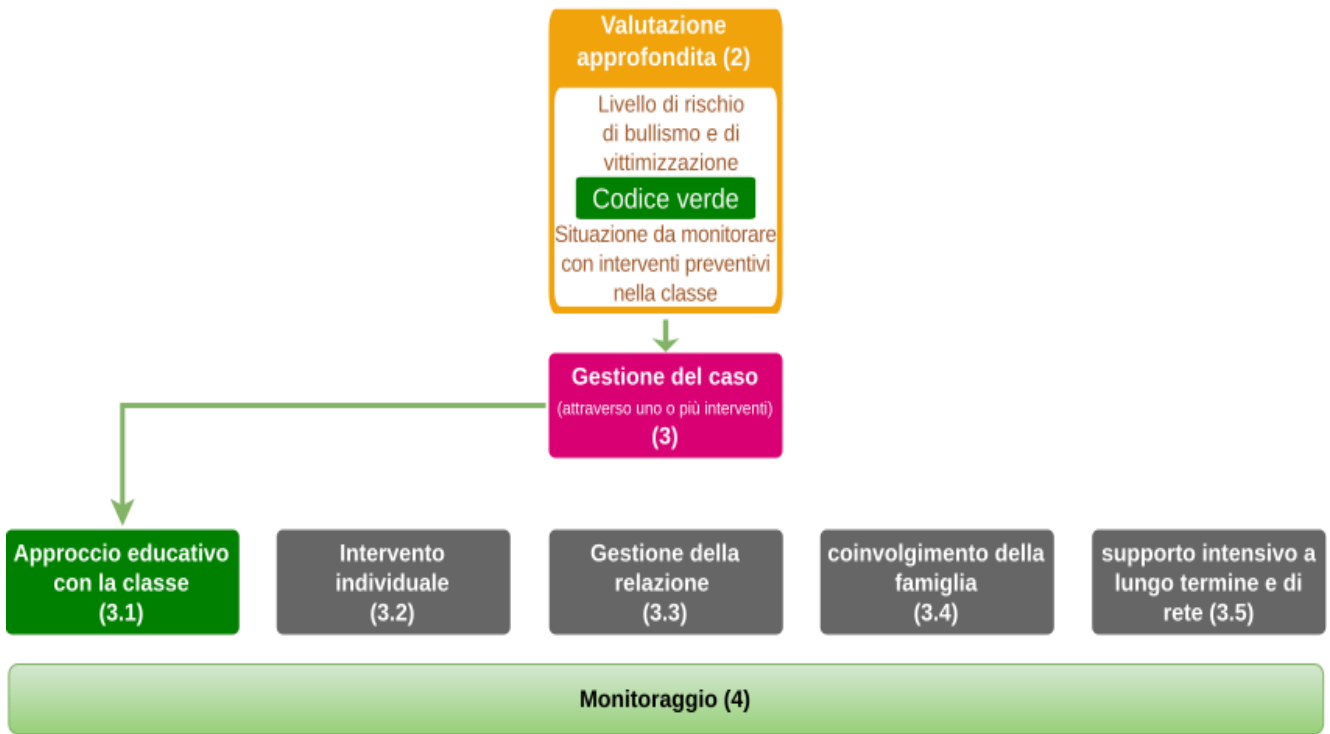 Valutazione
approfondita (2)
Livello di rischio
di bullismo e di
vittimizzazione
Codice verde
Situazione da monitorare
con interventi preventivi
nella classe
Gestione del caso
(attraverso uno o più interventi)
(3)
Approccio educativo
con la classe
(3.1)
Intervento
individuale
(3.2)
Gestione della
relazione
(3.3)
coinvolgimento della
famiglia
(3.4)
supporto intensivo a
lungo termine e di
rete (3.5)
Monitoraggio (4)